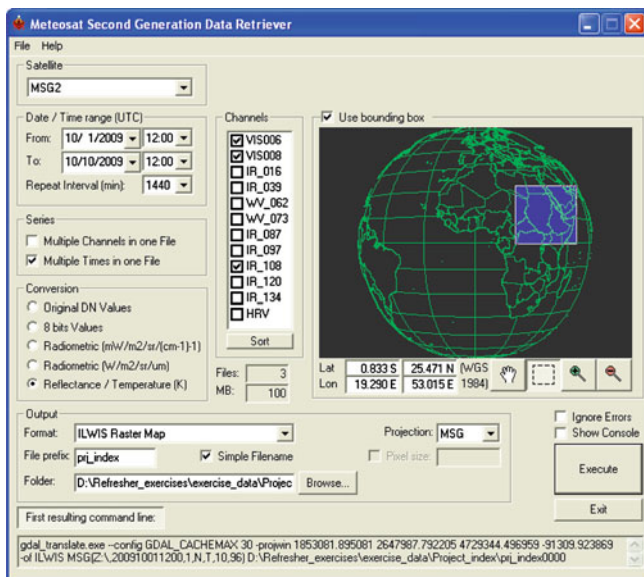 Meteosat Second Generation Data Retriever
File Help
Satellite
MSG2
Date / Time range (UTC)
From: 10/ 1/2009 12:00
To: 10/10/2009 12:00
Repeat Interval (min): 1440
Series
Multiple Channels in one File
Multiple Times in one File
Conversion
Original DN Values
8 bits Values
Radiometric (mW/m2/sr/(cm-1)-1)
Radiometric (W/m2/sr/um)
Reflectance / Temperature (K)
Channels
VIS006
VIS008
IR_016
IR_039
WV_062
WV_073
IR_087
IR_097
IR_108
IR_120
IR_134
HRV
Sort
Files: 3
MB: 100
Use bounding box
Lat 0.833 S 25.471 N (WGS
Lon 19.290 E 53.015 E 1984)
Output
Format: ILWIS Raster Map Projection: MSG
File prefix: prj_index Simple Filename Pixel size:
Folder: D:\Refresher_exercises\exercise_data\Projec Browse...
Ignore Errors
Show Console
Execute
Exit
First resulting command line:
gdal_translate.exe --config GDAL_CACHEMAX 30 -projwin 1853081.895081 2647987.792205 4729344.496959 -91309.923869
-of ILWIS MSG(Z:\,200910011200,1,N,T,10,96) D:\Refresher_exercises\exercise_data\Project_index\prj_index0000